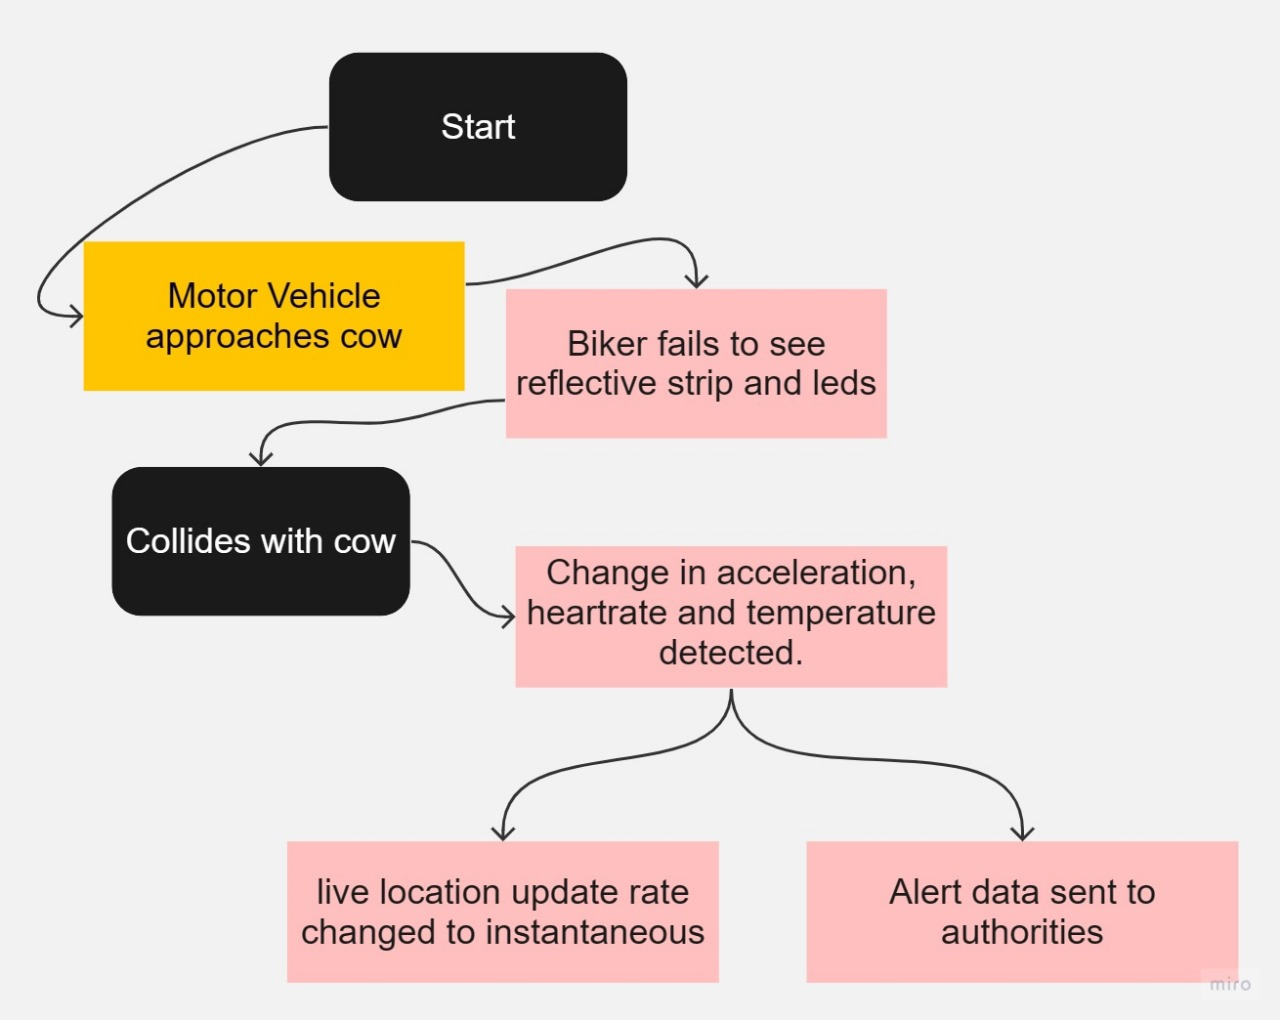 Start
Motor Vehicle
approaches cow
Biker fails to see
reflective strip and leds
Collides with cow
Change in acceleration,
heartrate and temperature
detected.
live location update rate
changed to instantaneous
Alert data sent to
authorities
miro